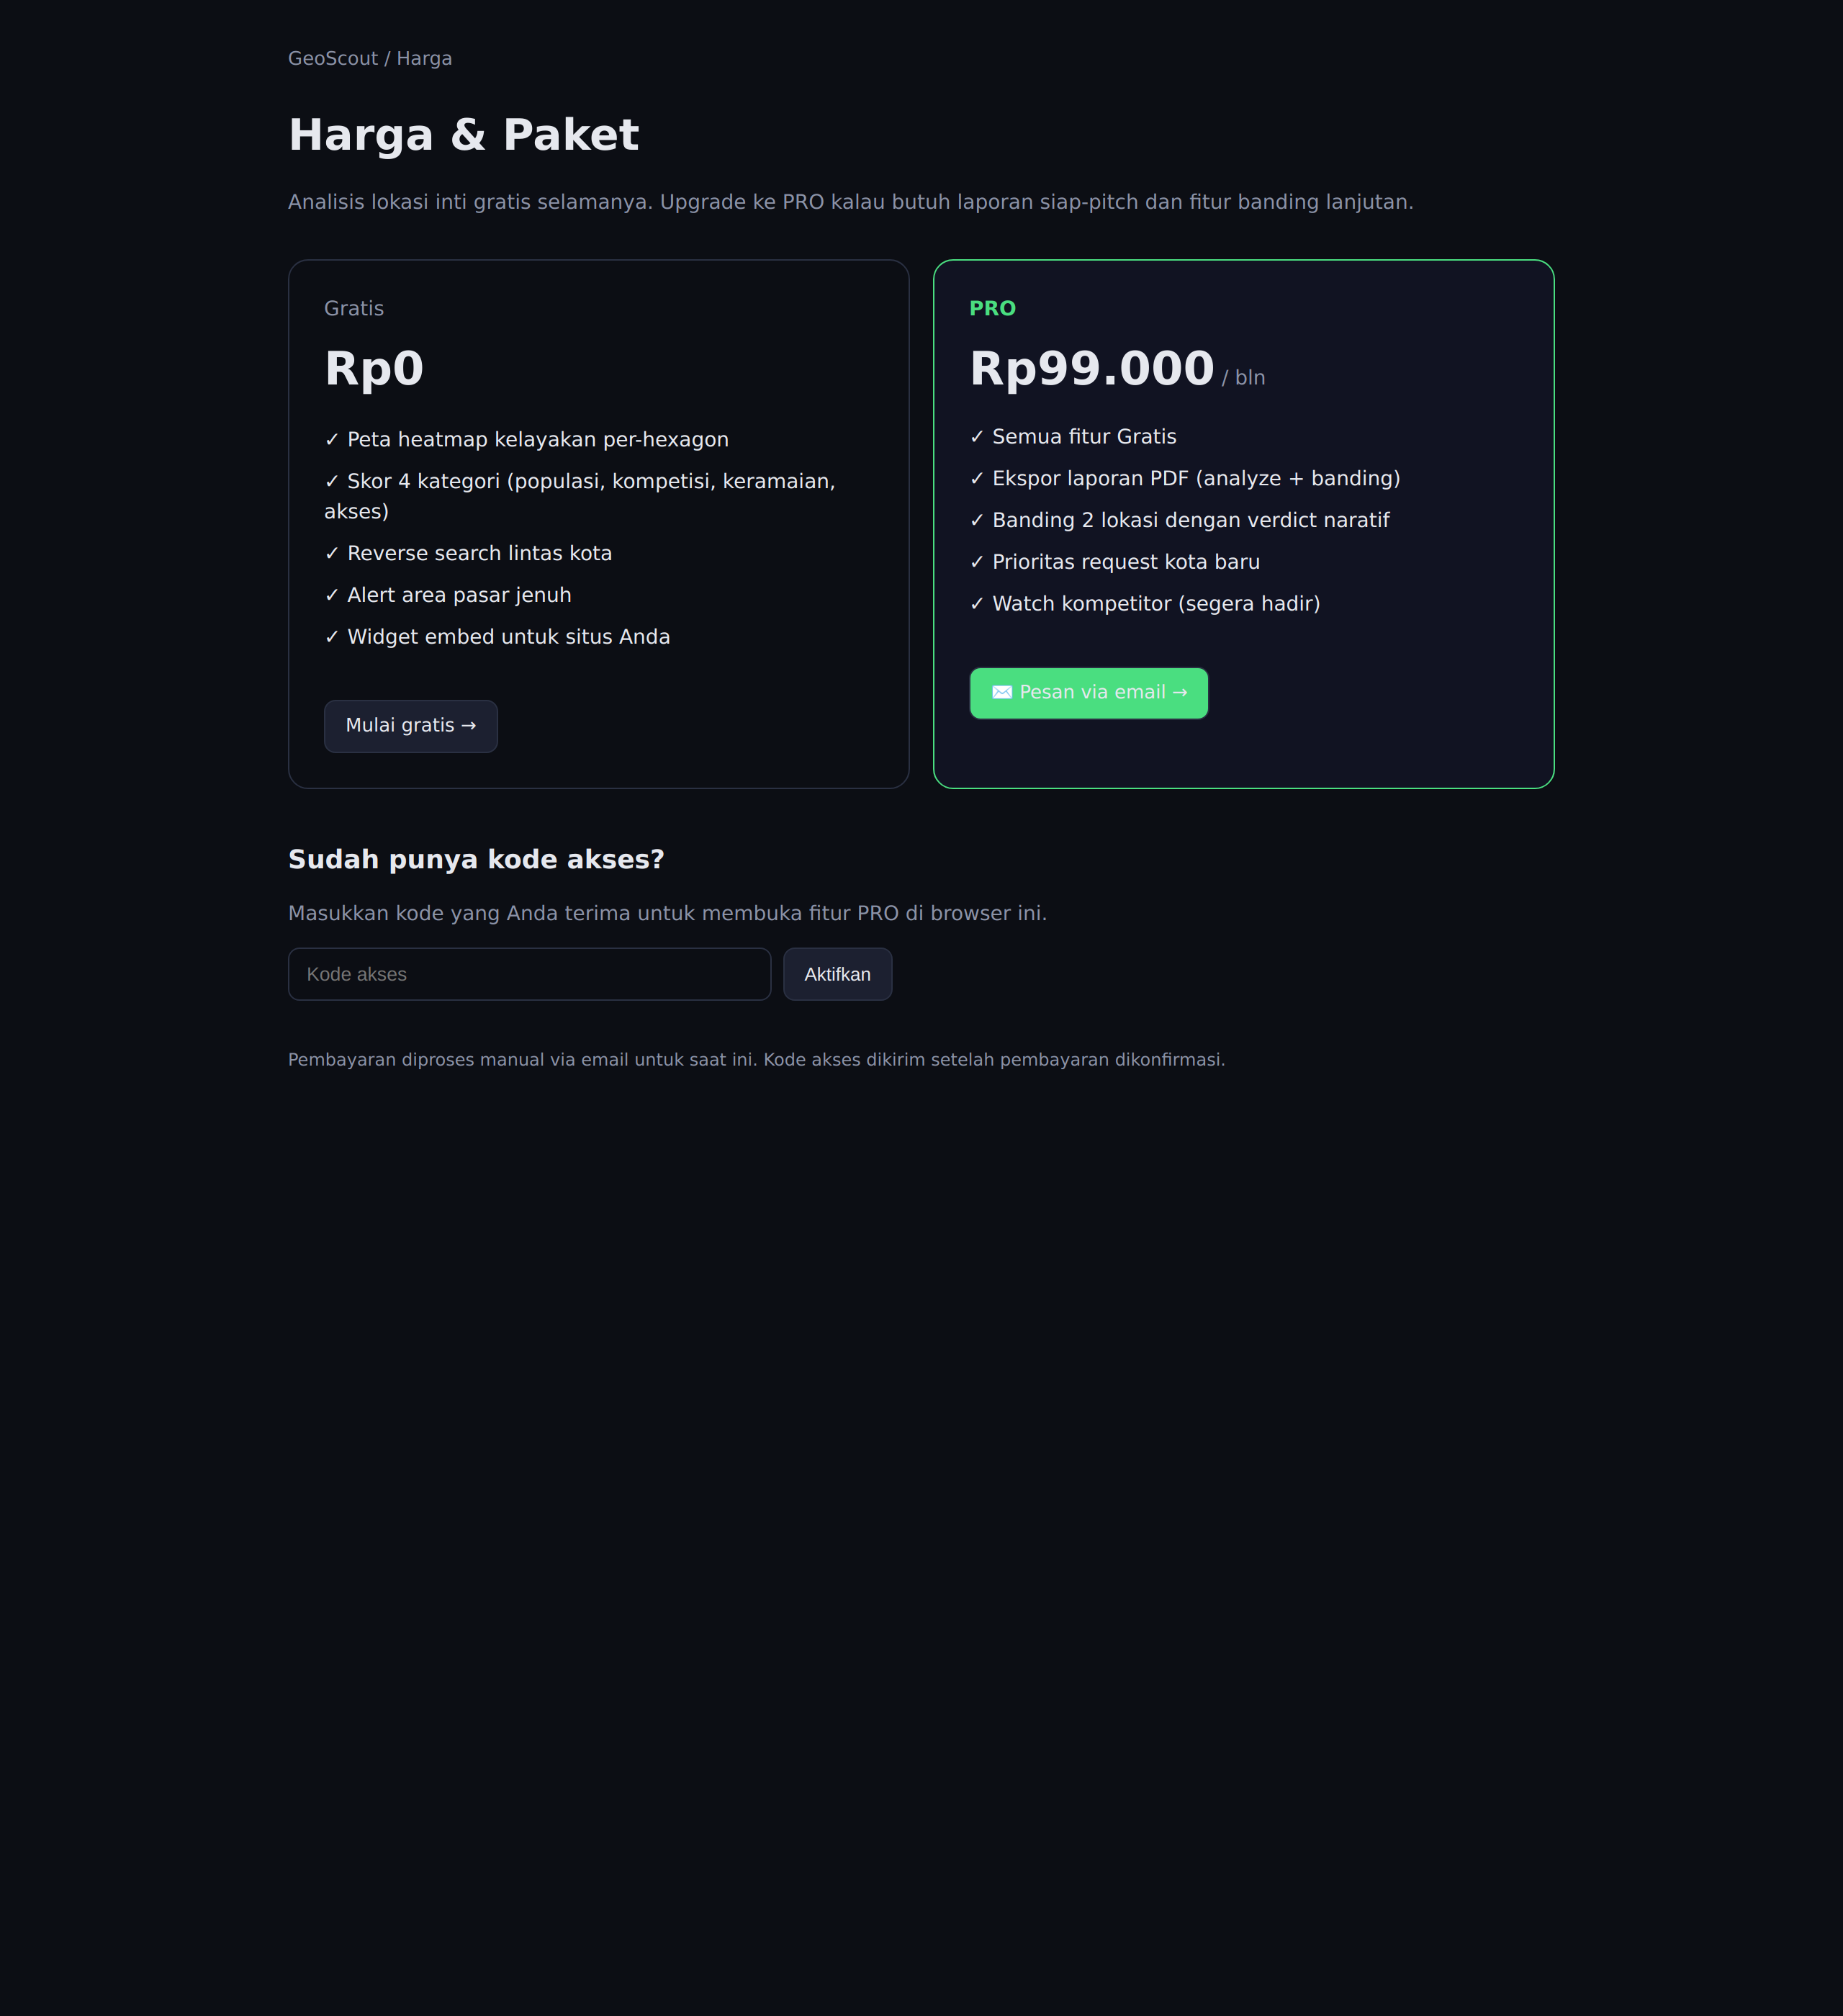 GeoScout / Harga
Harga & Paket
Analisis lokasi inti gratis selamanya. Upgrade ke PRO kalau butuh laporan siap-pitch dan fitur banding lanjutan.
Gratis
Rp0
✓ Peta heatmap kelayakan per-hexagon
✓ Skor 4 kategori (populasi, kompetisi, keramaian,
akses)
✓ Reverse search lintas kota
✓ Alert area pasar jenuh
✓ Widget embed untuk situs Anda
Mulai gratis →
PRO
Rp99.000 / bln
✓ Semua fitur Gratis
✓ Ekspor laporan PDF (analyze + banding)
✓ Banding 2 lokasi dengan verdict naratif
✓ Prioritas request kota baru
✓ Watch kompetitor (segera hadir)
✉️ Pesan via email →
Sudah punya kode akses?
Masukkan kode yang Anda terima untuk membuka fitur PRO di browser ini.
Kode akses
Aktifkan
Pembayaran diproses manual via email untuk saat ini. Kode akses dikirim setelah pembayaran dikonfirmasi.